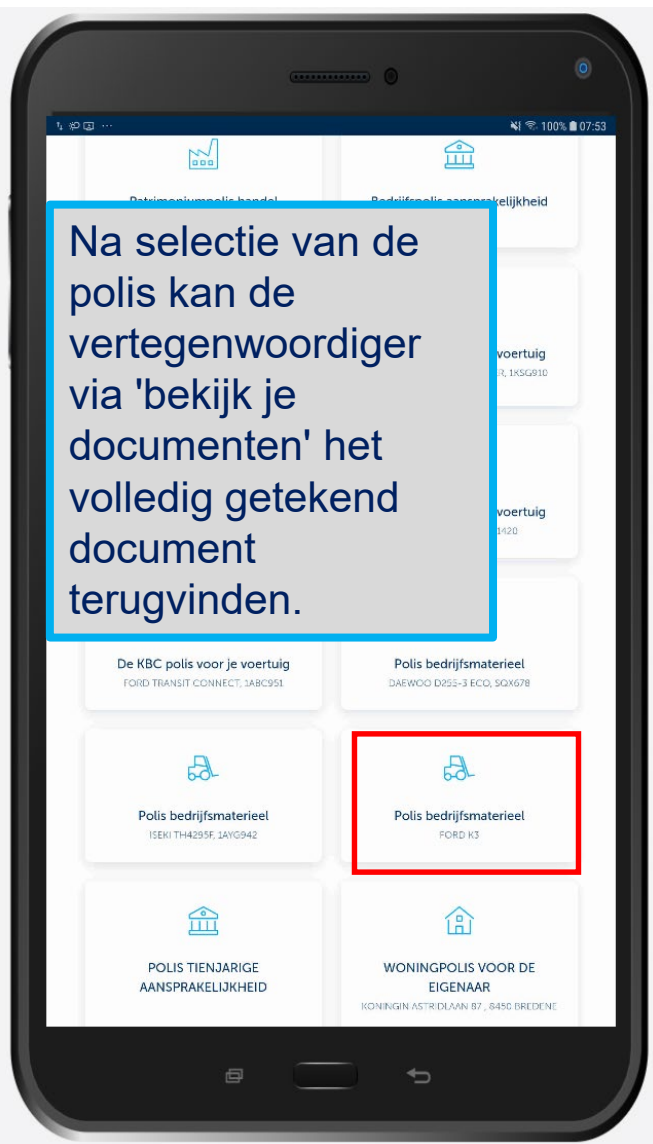 100% 07:53
Bedrijfspolis aansprakelijkheid
Na selectie van de
polis kan de
vertegenwoordiger
via 'bekijk je
documenten' het
volledig getekend
document
terugvinden.
voertuig
R, 1KSG910
voertuig
1420
De KBC polis voor je voertuig
FORD TRANSIT CONNECT, 1ABC951
Polis bedrijfsmaterieel
DAEWOO D25S-3 ECO, SQX678
Polis bedrijfsmaterieel
ISEKI TH4295F, 1AYG942
Polis bedrijfsmaterieel
FORD K3
POLIS TIENJARIGE
AANSPRAKELIJKHEID
WONINGPOLIS VOOR DE
EIGENAAR
KONINGIN ASTRIDLAAN 87 , 8450 BREDENE